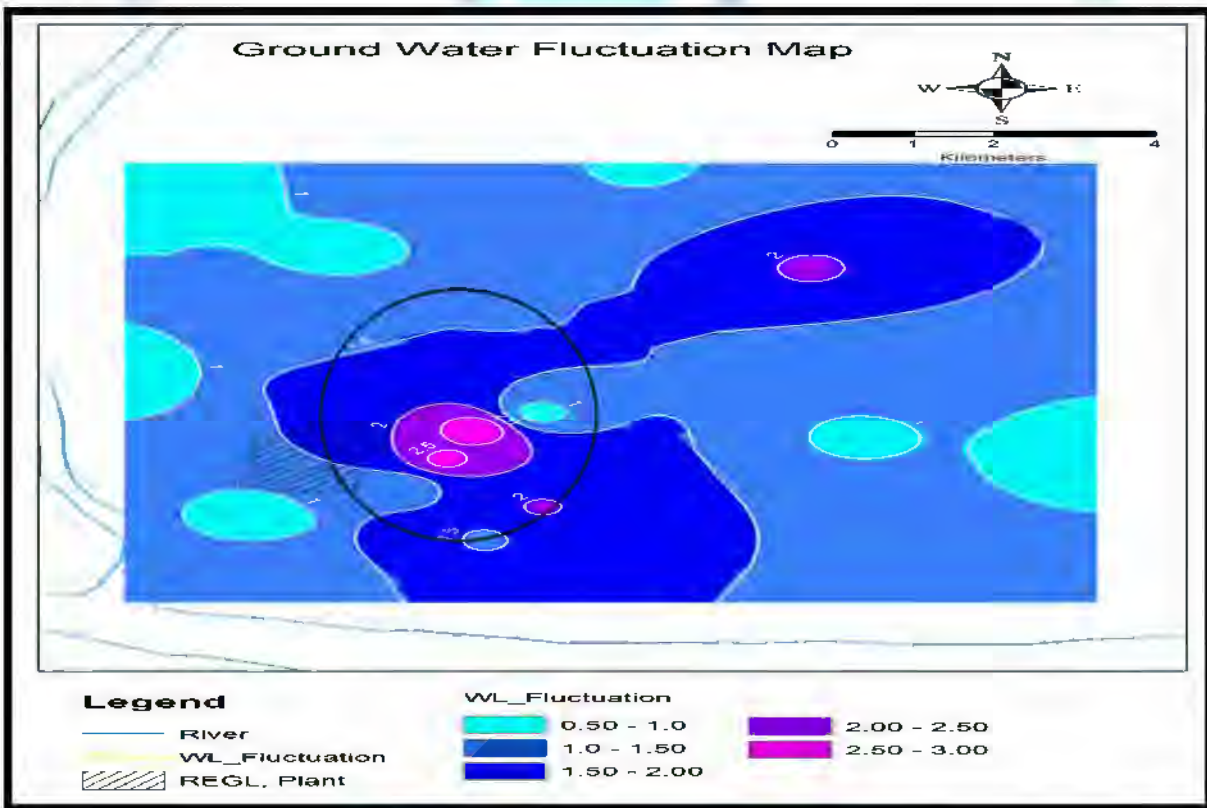 Ground Water Fluctuation Map
N
W E
S
0 1 2 4
Kilometers
1
2
1
2
1
1
2.5
1
2
1
Legend
River
WL_Fluctuation
REGL, Plant
WL_Fluctuation
0.50 - 1.0
1.0 - 1.50
1.50 - 2.00
2.00 - 2.50
2.50 - 3.00